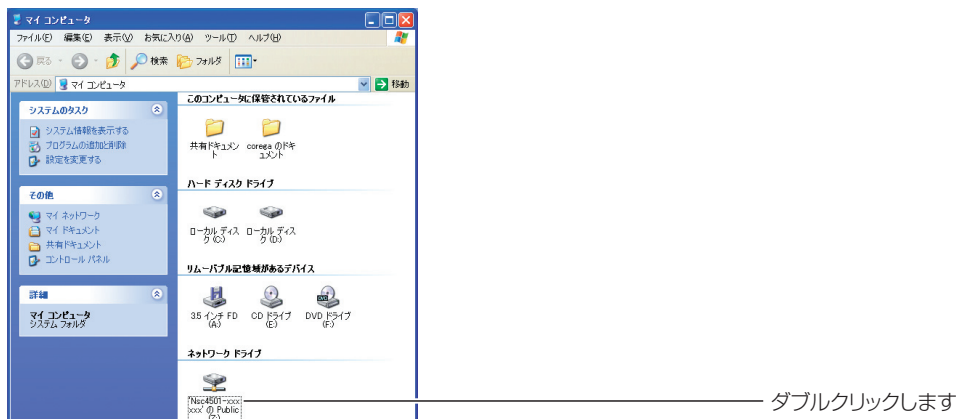 マイ コンピュータ
ファイル(F) 編集(E) 表示(V) お気に入り(A) ツール(T) ヘルプ(H)
戻る 検索 フォルダ
アドレス(D) マイ コンピュータ 移動
システムのタスク
システム情報を表示する
プログラムの追加と削除
設定を変更する
その他
マイ ネットワーク
マイ ドキュメント
共有ドキュメント
コントロール パネル
詳細
マイ コンピュータ
システム フォルダ
このコンピュータに保管されているファイル
共有ドキュメン
ト
corega のドキ
ュメント
ハード ディスク ドライブ
ローカル ディス
ク (C:)
ローカル ディス
ク (D:)
リムーバブル記憶域があるデバイス
3.5 インチ FD
(A:)
CD ドライブ
(E:)
DVD ドライブ
(F:)
ネットワーク ドライブ
'Nsc4501-xxx
xxx' の Public
(Z:)
ダブルクリックします